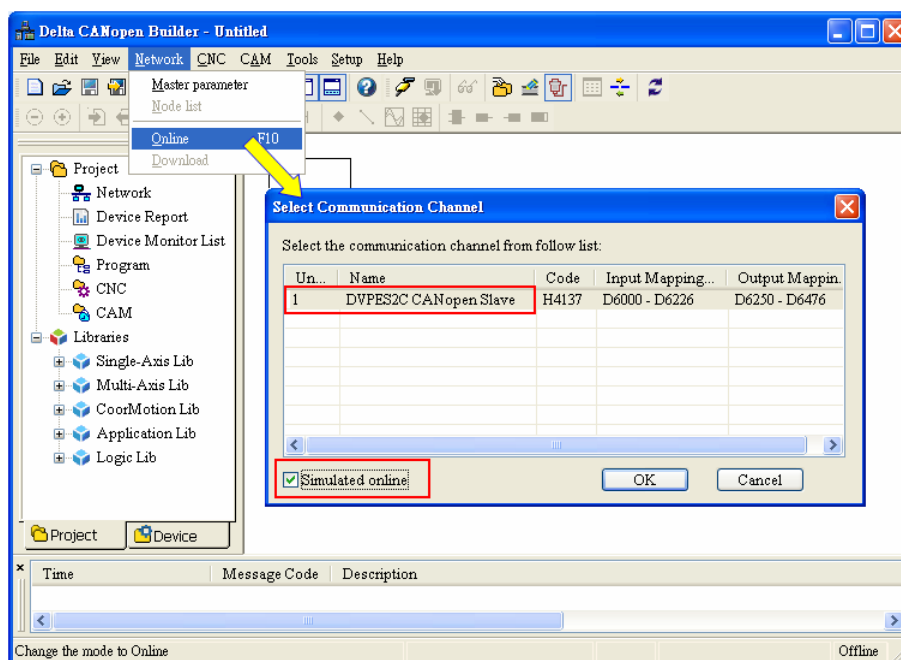 Delta CANopen Builder - Untitled
File Edit View Network CNC CAM Tools Setup Help
Master parameter
Node list
Online F10
Download
Project
Network
Device Report
Device Monitor List
Program
CNC
CAM
Libraries
Single-Axis Lib
Multi-Axis Lib
CoorMotion Lib
Application Lib
Logic Lib
Project Device
Select Communication Channel
Select the communication channel from follow list:
Un... Name Code Input Mapping... Output Mappin.
1 DVPES2C CANopen Slave H4137 D6000 - D6226 D6250 - D6476
Simulated online OK Cancel
Time Message Code Description
Change the mode to Online Offline